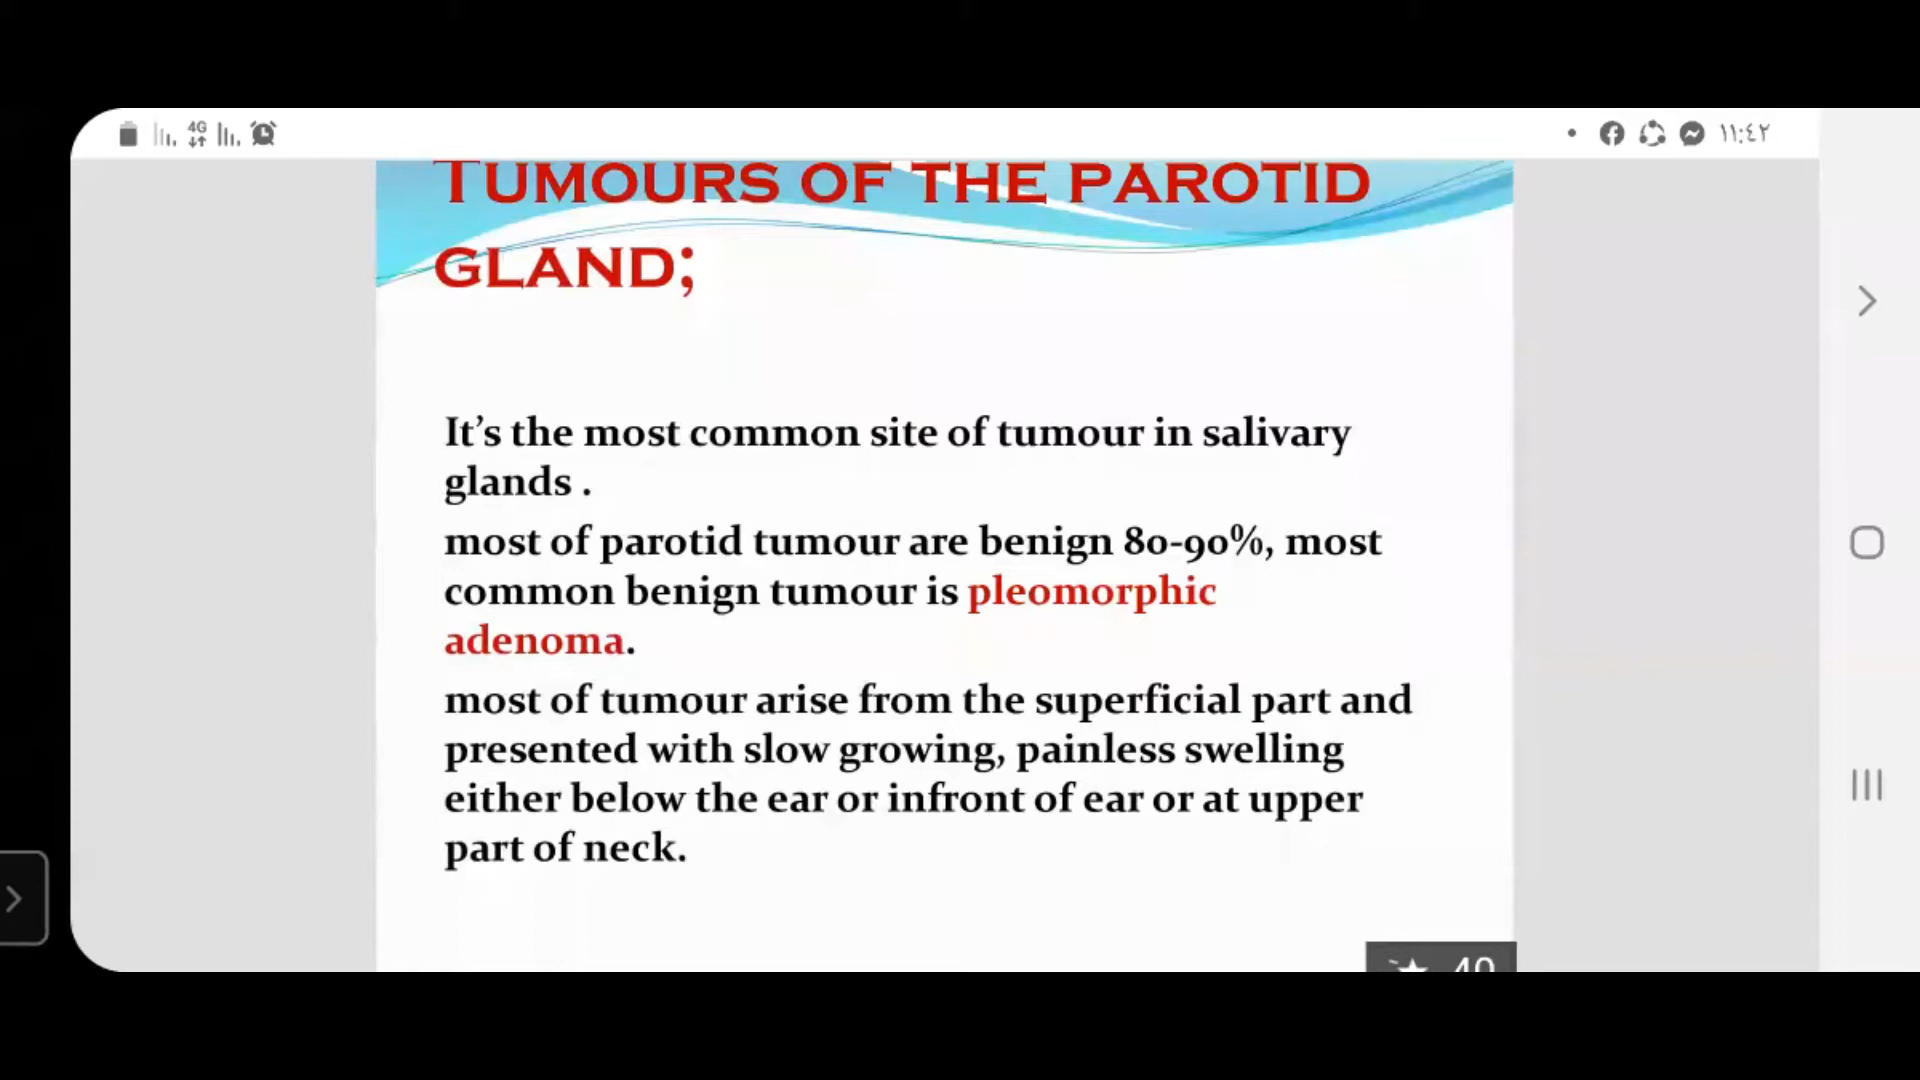 4G
١١:٤٢
TUMOURS OF THE PAROTID
GLAND;
It's the most common site of tumour in salivary
glands .
most of parotid tumour are benign 80-90%, most
common benign tumour is pleomorphic
adenoma.
most of tumour arise from the superficial part and
presented with slow growing, painless swelling
either below the ear or infront of ear or at upper
part of neck.
40